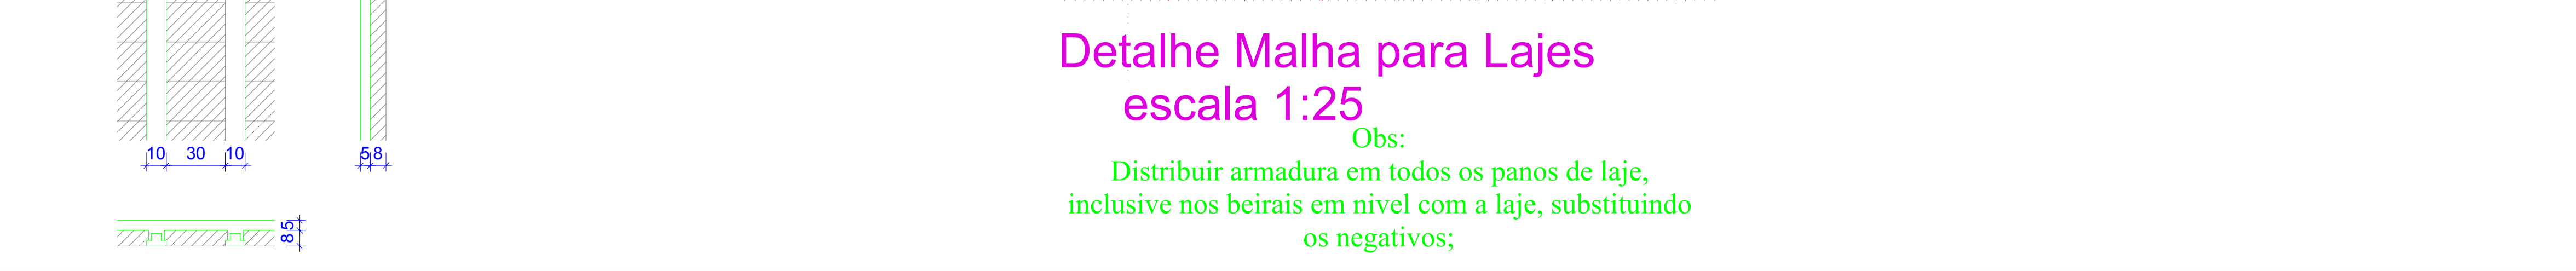 Detalhe Malha para Lajes
escala 1:25
Obs:
Distribuir armadura em todos os panos de laje,
inclusive nos beirais em nivel com a laje, substituindo
os negativos;
10 30 10
5 8
5
8